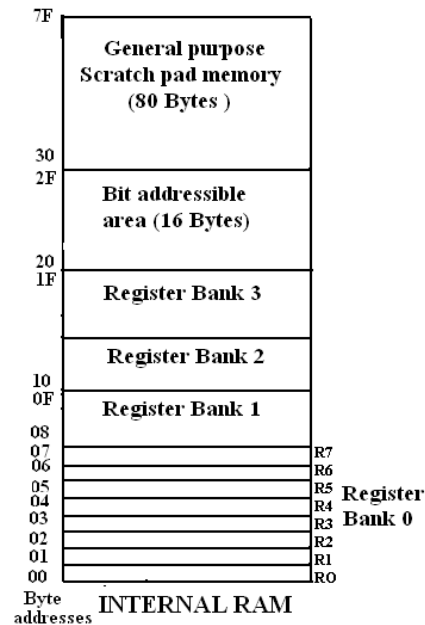 7F
General purpose
Scratch pad memory
(80 Bytes )
30
2F
Bit addressible
area (16 Bytes)
20
1F
Register Bank 3
Register Bank 2
10
0F
Register Bank 1
08
07
R7
06
R6
05
R5
Register
04
R4
Bank 0
03
R3
02
R2
01
R1
00
RO
Byte
addresses
INTERNAL RAM